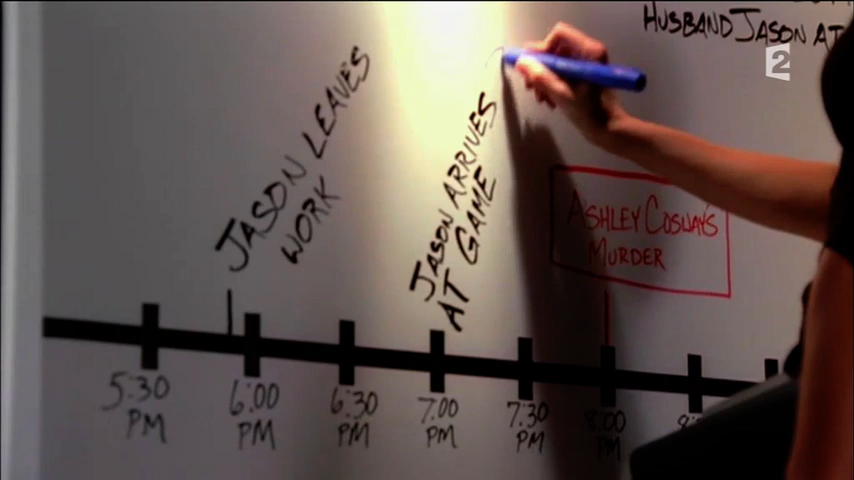 HUSBAND JASON AT
2
JASON LEAVES
WORK
JASON ARRIVES
AT GAME
ASHLEY COSWAY'S
MURDER
5:30
PM
6:00
PM
6:30
PM
7:00
PM
7:30
PM
8:00
PM